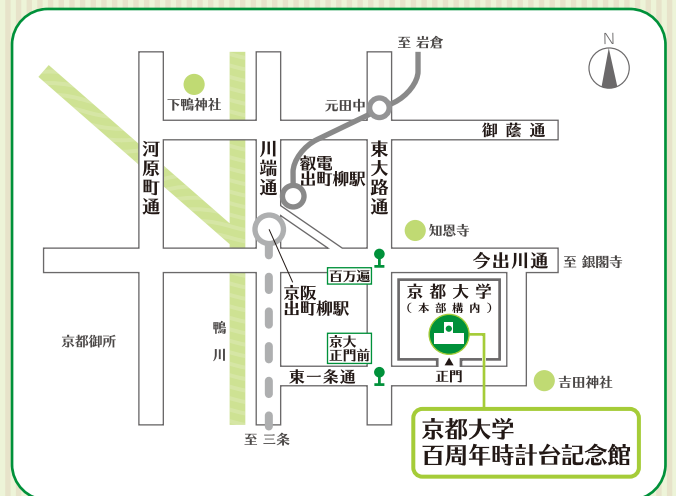 至 岩倉
N
下鴨神社
元田中
御蔭通
河原町通
川端通
叡電
出町柳駅
東大路通
知恩寺
今出川通
至 銀閣寺
百万遍
京阪
出町柳駅
京都大学
（本部構内）
京都御所
鴨川
京大
正門前
東一条通
正門
吉田神社
至 三条
京都大学
百周年時計台記念館